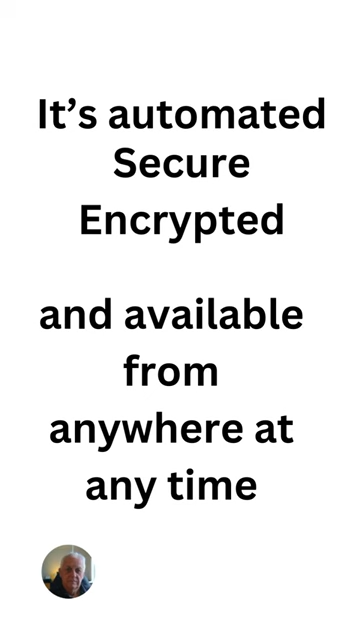 It’s automated
Secure
Encrypted
and available
from
anywhere at
any time